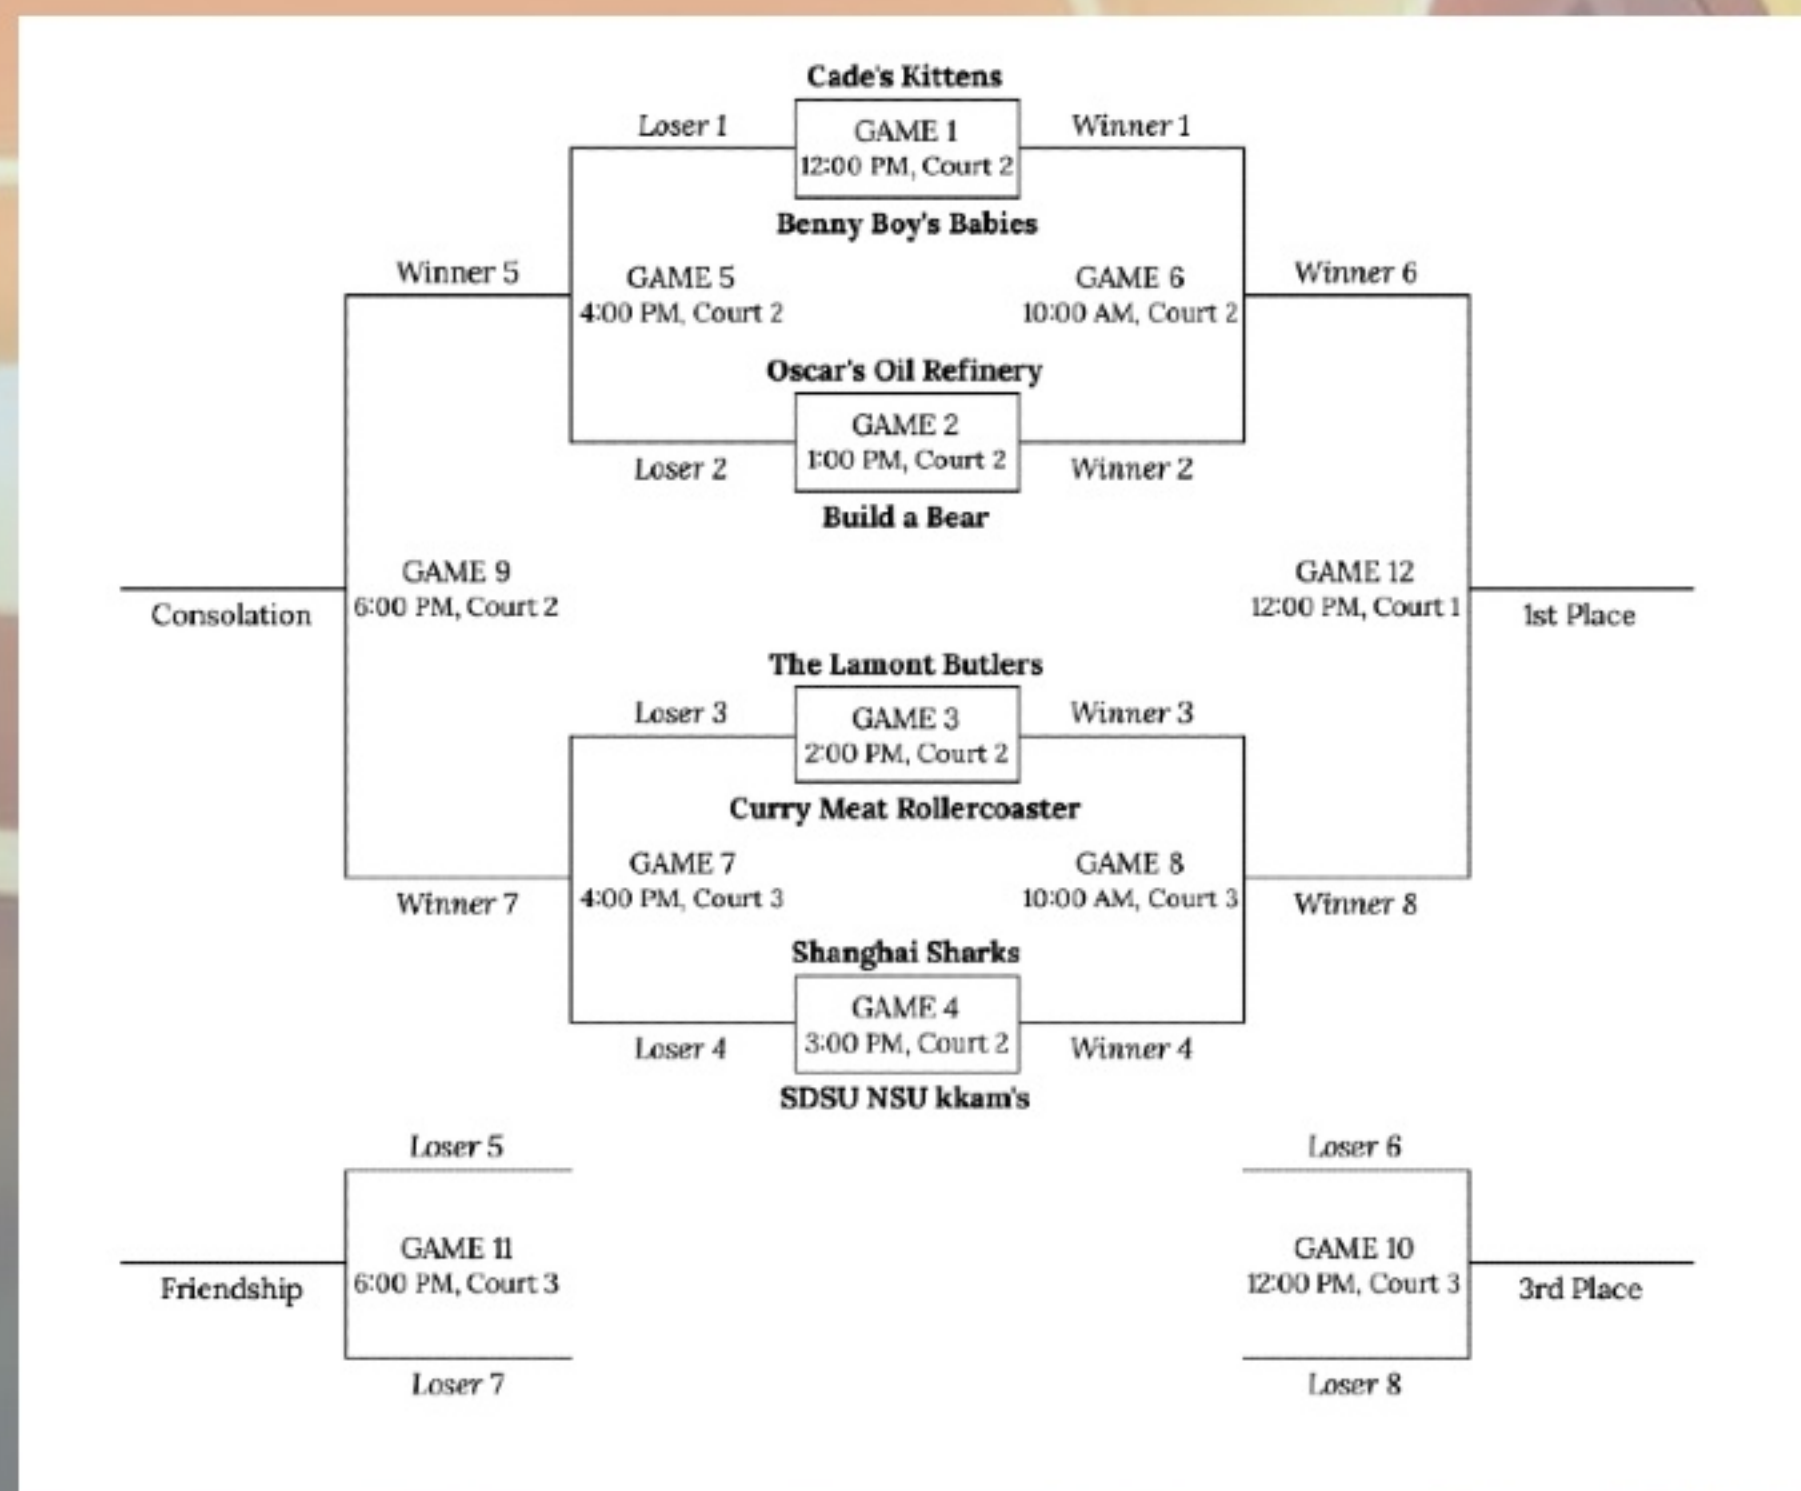 Cade's Kittens
Loser 1
GAME 1
12:00 PM, Court 2
Winner 1
Benny Boy's Babies
Winner 5
GAME 5
4:00 PM, Court 2
GAME 6
10:00 AM, Court 2
Winner 6
Oscar's Oil Refinery
GAME 2
1:00 PM, Court 2
Loser 2
Winner 2
Build a Bear
GAME 9
6:00 PM, Court 2
Consolation
GAME 12
12:00 PM, Court 1
1st Place
The Lamont Butlers
Loser 3
GAME 3
2:00 PM, Court 2
Winner 3
Curry Meat Rollercoaster
GAME 7
4:00 PM, Court 3
GAME 8
10:00 AM, Court 3
Winner 7
Winner 8
Shanghai Sharks
GAME 4
3:00 PM, Court 2
Loser 4
Winner 4
SDSU NSU kkam's
Loser 5
Loser 6
GAME 11
6:00 PM, Court 3
Friendship
GAME 10
12:00 PM, Court 3
3rd Place
Loser 7
Loser 8